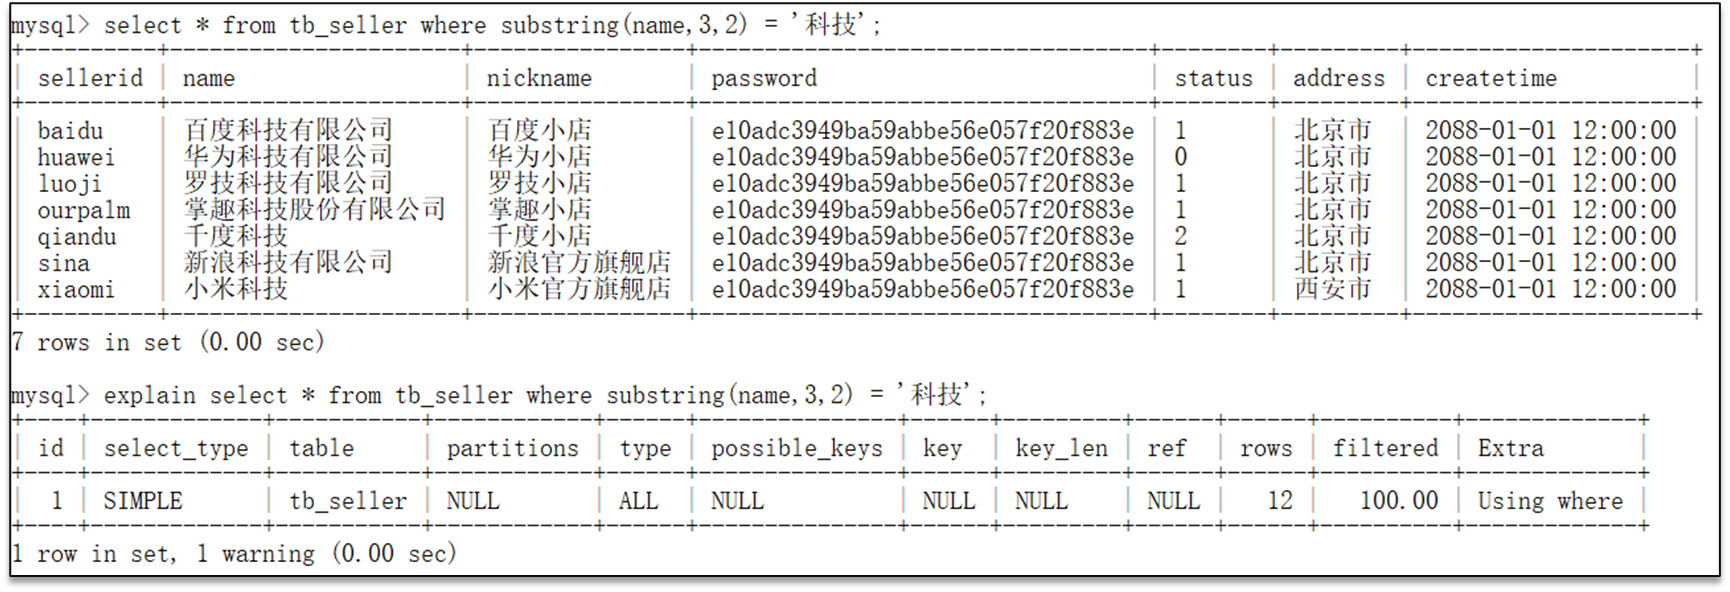 mysql> select * from tb_seller where substring(name,3,2) = '科技';
+----------+----------------------+----------------+-----------------------------------+--------+---------+---------------------+
| sellerid | name | nickname | password | status | address | createtime |
+----------+----------------------+----------------+-----------------------------------+--------+---------+---------------------+
| baidu | 百度科技有限公司 | 百度小店 | e10adc3949ba59abbe56e057f20f883e | 1 | 北京市 | 2088-01-01 12:00:00 |
| huawei | 华为科技有限公司 | 华为小店 | e10adc3949ba59abbe56e057f20f883e | 0 | 北京市 | 2088-01-01 12:00:00 |
| luoji | 罗技科技有限公司 | 罗技小店 | e10adc3949ba59abbe56e057f20f883e | 1 | 北京市 | 2088-01-01 12:00:00 |
| ourpalm | 掌趣科技股份有限公司 | 掌趣小店 | e10adc3949ba59abbe56e057f20f883e | 1 | 北京市 | 2088-01-01 12:00:00 |
| qiandu | 千度科技 | 千度小店 | e10adc3949ba59abbe56e057f20f883e | 2 | 北京市 | 2088-01-01 12:00:00 |
| sina | 新浪科技有限公司 | 新浪官方旗舰店 | e10adc3949ba59abbe56e057f20f883e | 1 | 北京市 | 2088-01-01 12:00:00 |
| xiaomi | 小米科技 | 小米官方旗舰店 | e10adc3949ba59abbe56e057f20f883e | 1 | 西安市 | 2088-01-01 12:00:00 |
+----------+----------------------+----------------+-----------------------------------+--------+---------+---------------------+
7 rows in set (0.00 sec)
mysql> explain select * from tb_seller where substring(name,3,2) = '科技';
+----+-------------+-----------+------------+------+---------------+------+---------+------+------+----------+-------------+
| id | select_type | table | partitions | type | possible_keys | key | key_len | ref | rows | filtered | Extra |
+----+-------------+-----------+------------+------+---------------+------+---------+------+------+----------+-------------+
| 1 | SIMPLE | tb_seller | NULL | ALL | NULL | NULL | NULL | NULL | 12 | 100.00 | Using where |
+----+-------------+-----------+------------+------+---------------+------+---------+------+------+----------+-------------+
1 row in set, 1 warning (0.00 sec)